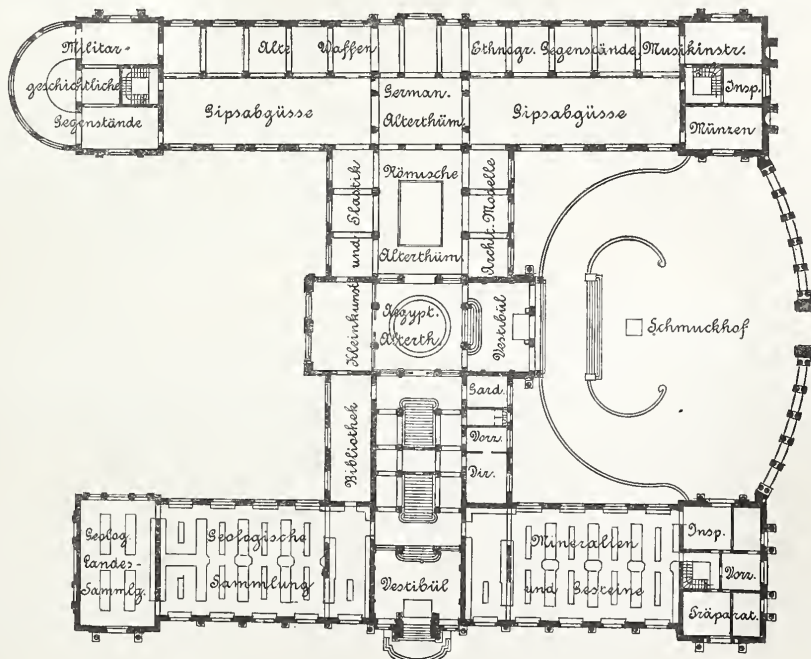 Militär-
geschichtliche
Gegenstände
Alte Waffen
Ethnogr. Gegenstände.
Musikinstr.
Insp.
Münzen
Gipsabgüsse
German.
Alterthüm.
Gipsabgüsse
Römische
Alterthüm.
Kleinkunst und Plastik
Archit. Modelle
Aegypt.
Alterth.
Vestibül
Schmuckhof
Bibliothek
Gard.
Vorz.
Dir.
Geolog.
Landes-
Sammlg.
Geologische
Sammlung
Vestibül
Mineralien
und Gesteine
Insp.
Vorr.
Präparat.